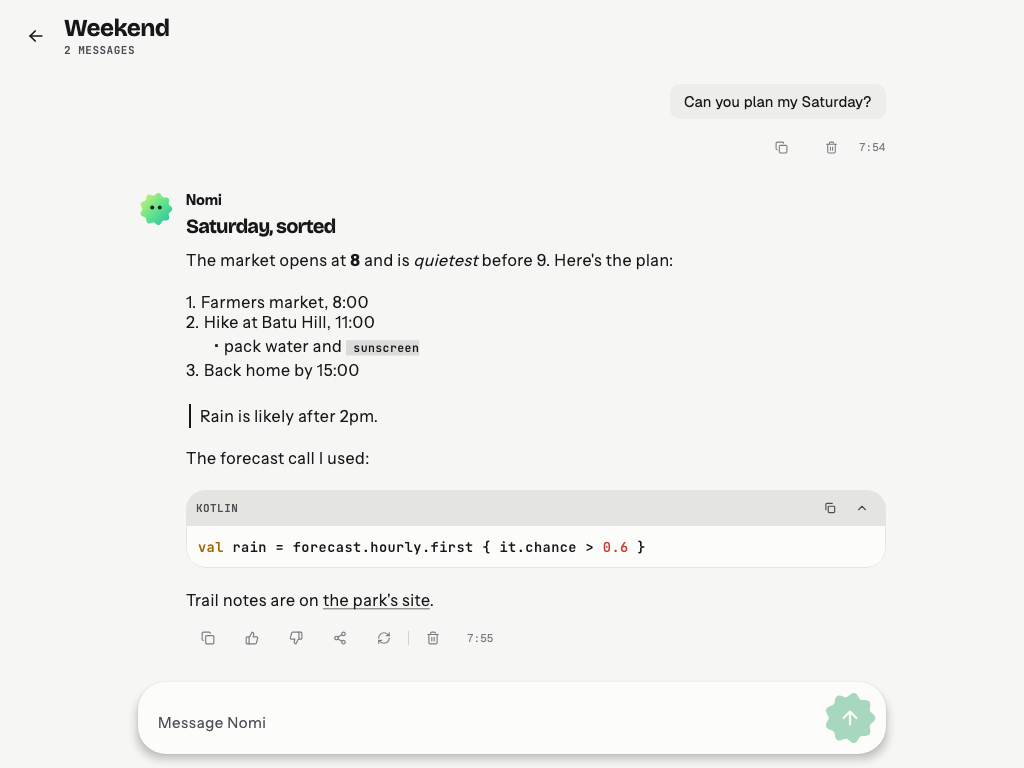 Weekend
2 MESSAGES
Can you plan my Saturday?
7:54
Nomi
Saturday, sorted
The market opens at 8 and is quietest before 9. Here's the plan:
1. Farmers market, 8:00
2. Hike at Batu Hill, 11:00
• pack water and sunscreen
3. Back home by 15:00
Rain is likely after 2pm.
The forecast call I used:
KOTLIN
val rain = forecast.hourly.first { it.chance > 0.6 }
Trail notes are on the park's site.
7:55
Message Nomi